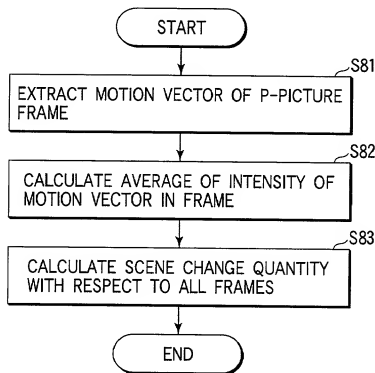 START
S81
EXTRACT MOTION VECTOR OF P-PICTURE
FRAME
S82
CALCULATE AVERAGE OF INTENSITY OF
MOTION VECTOR IN FRAME
S83
CALCULATE SCENE CHANGE QUANTITY
WITH RESPECT TO ALL FRAMES
END